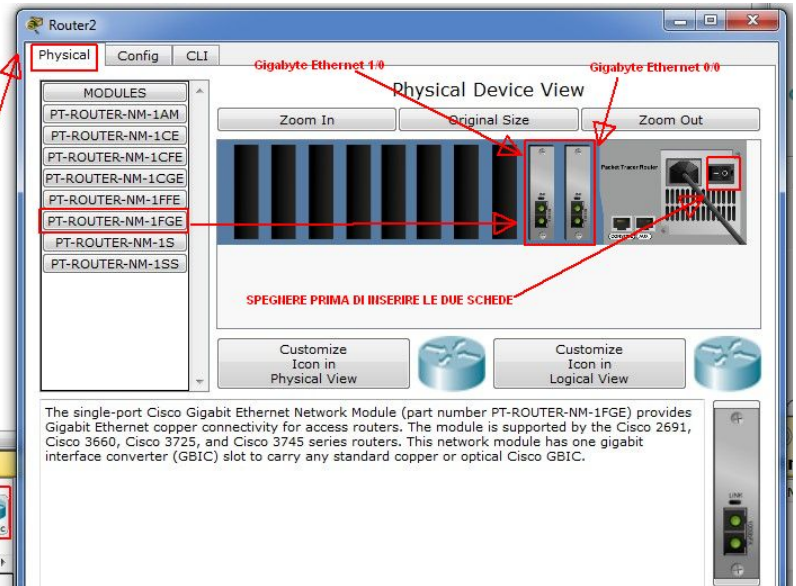 Router2
Physical Config CLI
Gigabyte Ethernet 1/0
Gigabyte Ethernet 0/0
MODULES
PT-ROUTER-NM-1AM
PT-ROUTER-NM-1CE
PT-ROUTER-NM-1CFE
PT-ROUTER-NM-1CGE
PT-ROUTER-NM-1FFE
PT-ROUTER-NM-1FGE
PT-ROUTER-NM-1S
PT-ROUTER-NM-1SS
Physical Device View
Zoom In Original Size Zoom Out
Packet Tracer Router
AUX
SPEGNERE PRIMA DI INSERIRE LE DUE SCHEDE
Customize
Icon in
Physical View
Customize
Icon in
Logical View
The single-port Cisco Gigabit Ethernet Network Module (part number PT-ROUTER-NM-1FGE) provides
Gigabit Ethernet copper connectivity for access routers. The module is supported by the Cisco 2691,
Cisco 3660, Cisco 3725, and Cisco 3745 series routers. This network module has one gigabit
interface converter (GBIC) slot to carry any standard copper or optical Cisco GBIC.
LINK